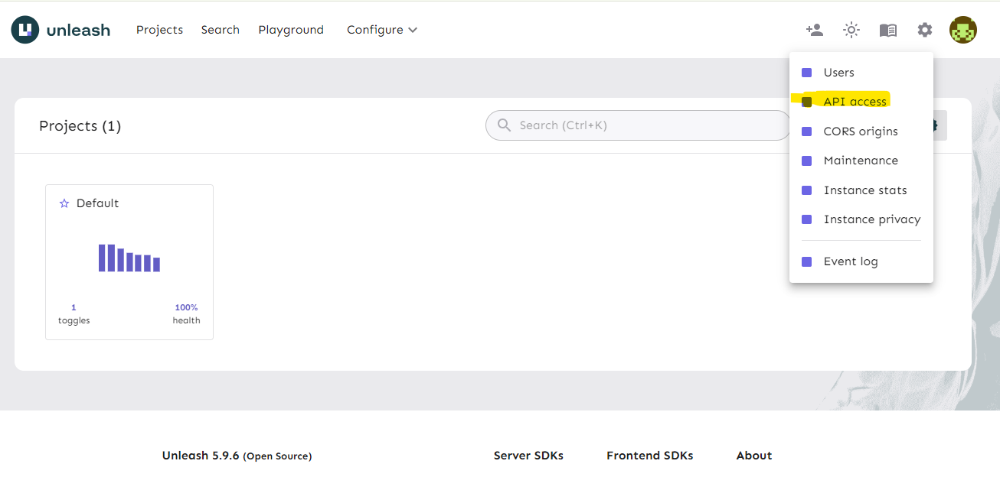 unleash Projects Search Playground Configure
Users
API access
CORS origins
Maintenance
Instance stats
Instance privacy
Event log
Projects (1)
Search (Ctrl+K)
Default
1 100%
toggles health
Unleash 5.9.6 (Open Source) Server SDKs Frontend SDKs About